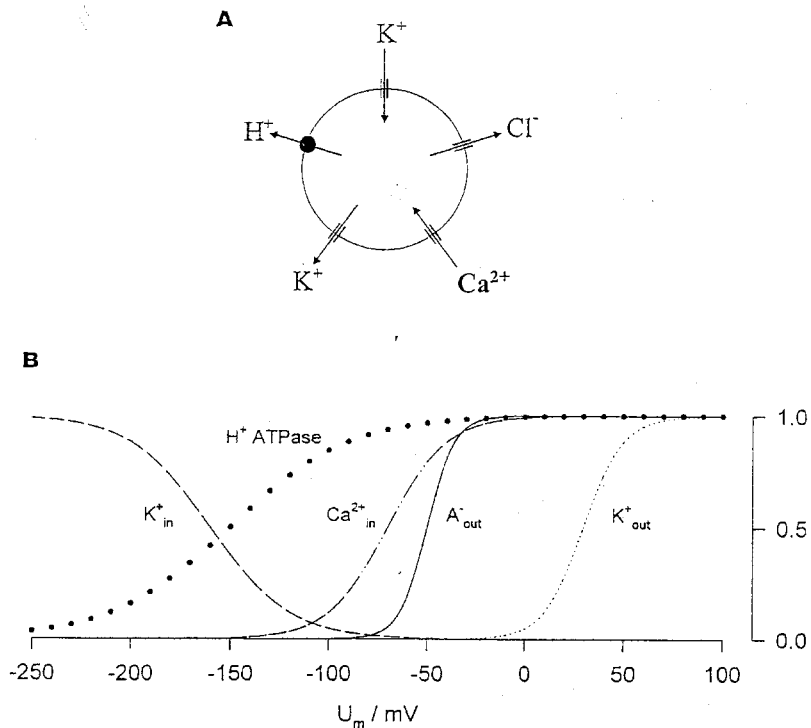 A
K⁺
H⁺
Cl⁻
K⁺
Ca²⁺
B
H⁺ ATPase
K⁺in
Ca²⁺in
A⁻out
K⁺out
1.0
0.5
0.0
-250 -200 -150 -100 -50 0 50 100
Um / mV